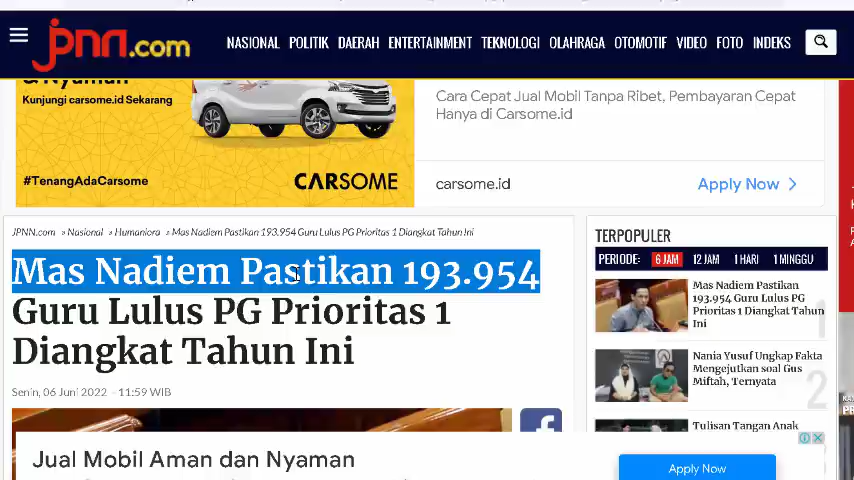 jpnn.com
NASIONAL POLITIK DAERAH ENTERTAINMENT TEKNOLOGI OLAHRAGA OTOMOTIF VIDEO FOTO INDEKS
& Nyaman
Kunjungi carsome.id Sekarang
#TenangAdaCarsome
CARSOME
Cara Cepat Jual Mobil Tanpa Ribet, Pembayaran Cepat
Hanya di Carsome.id
carsome.id
Apply Now
JPNN.com » Nasional » Humaniora » Mas Nadiem Pastikan 193.954 Guru Lulus PG Prioritas 1 Diangkat Tahun Ini
Mas Nadiem Pastikan 193.954
Guru Lulus PG Prioritas 1
Diangkat Tahun Ini
Senin, 06 Juni 2022 - 11:59 WIB
TERPOPULER
PERIODE: 6 JAM 12 JAM 1 HARI 1 MINGGU
Mas Nadiem Pastikan
193.954 Guru Lulus PG
Prioritas 1 Diangkat Tahun
Ini
1
Nania Yusuf Ungkap Fakta
Mengejutkan soal Gus
Miftah, Ternyata
2
Tulisan Tangan Anak
Jual Mobil Aman dan Nyaman
Apply Now